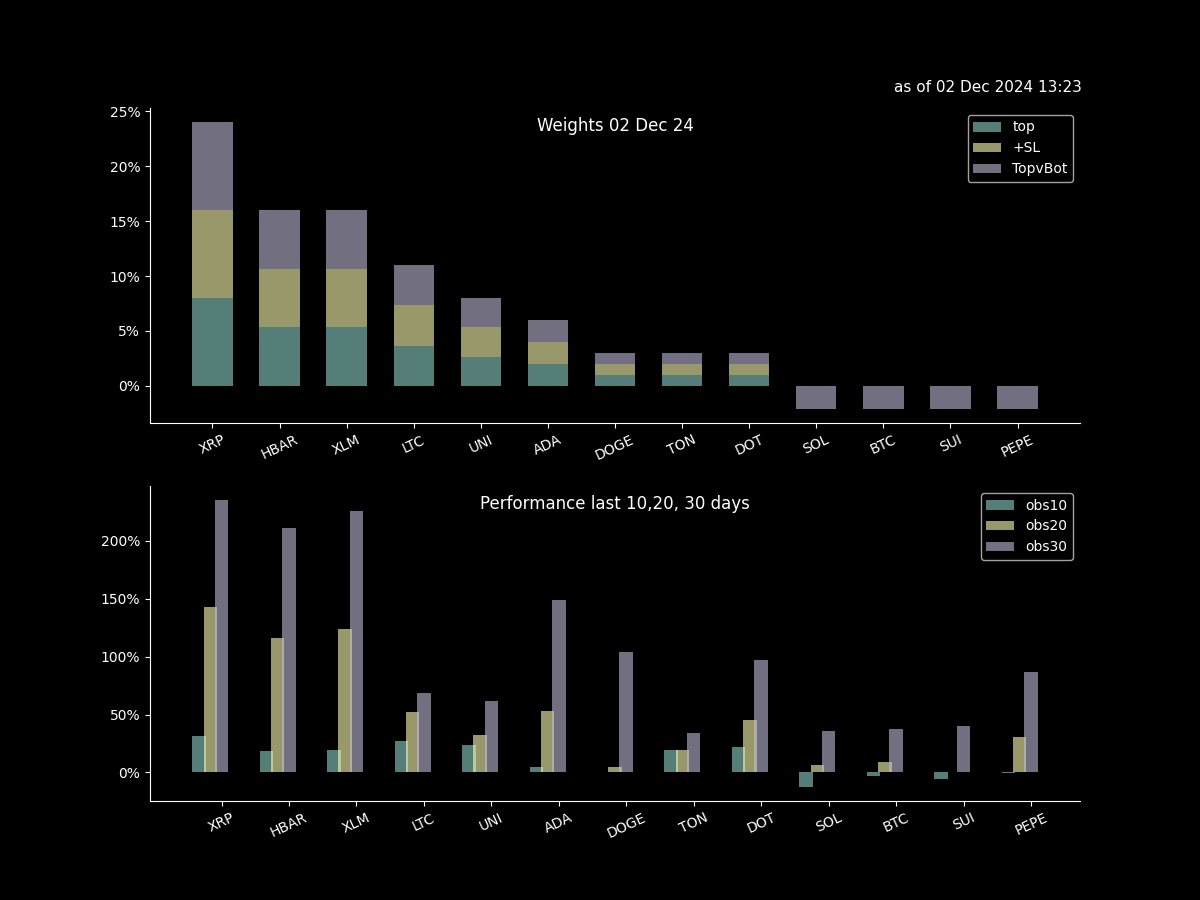 as of 02 Dec 2024 13:23
Weights 02 Dec 24
top
+SL
TopvBot
25%
20%
15%
10%
5%
0%
XRP HBAR XLM LTC UNI ADA DOGE TON DOT SOL BTC SUI PEPE
Performance last 10,20, 30 days
obs10
obs20
obs30
200%
150%
100%
50%
0%
XRP HBAR XLM LTC UNI ADA DOGE TON DOT SOL BTC SUI PEPE